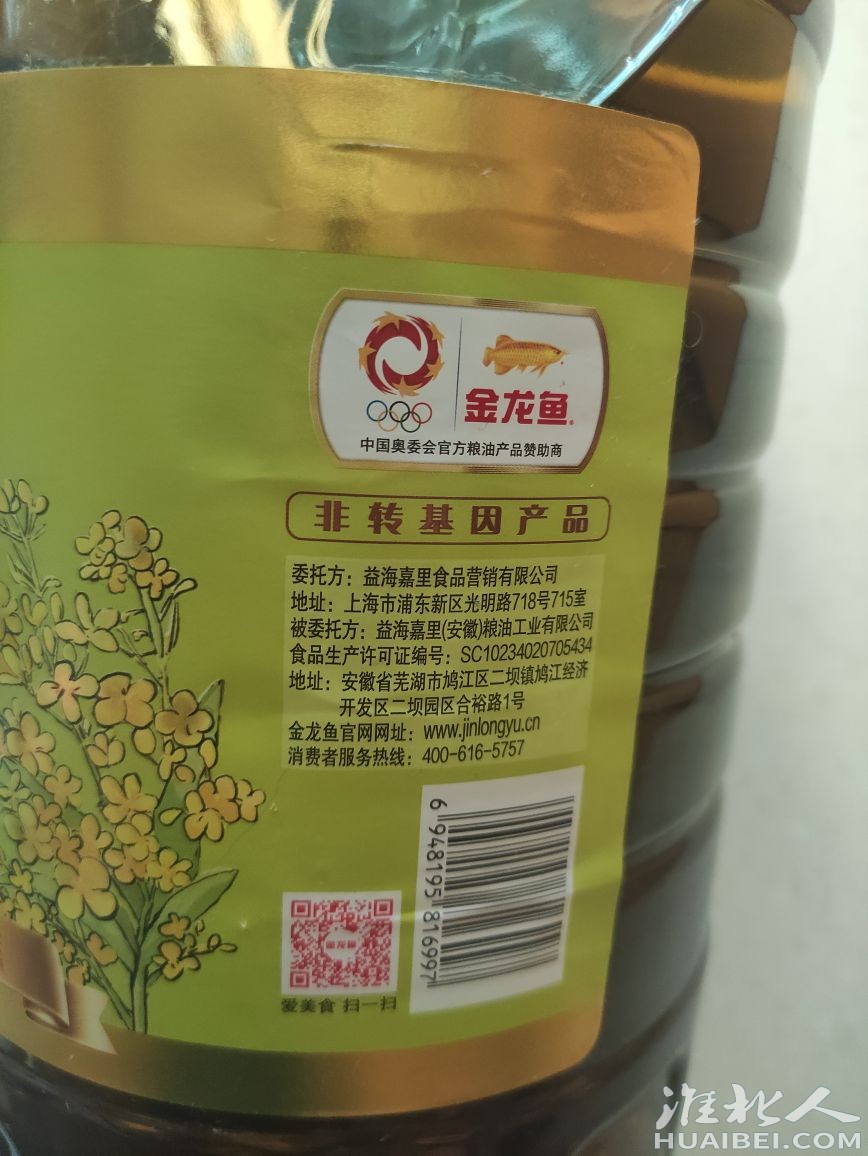 金龙鱼
中国奥委会官方粮油产品赞助商
非转基因产品
委托方：益海嘉里食品营销有限公司
地址：上海市浦东新区光明路718号715室
被委托方：益海嘉里(安徽)粮油工业有限公司
食品生产许可证编号：SC10234020705434
地址：安徽省芜湖市鸠江区二坝镇鸠江经济
开发区二坝园区合裕路1号
金龙鱼官网网址：www.jinlongyu.cn
消费者服务热线：400-616-5757
6 948195 816997
金龙鱼
爱美食 扫一扫
淮北人
HUAIBEI.COM